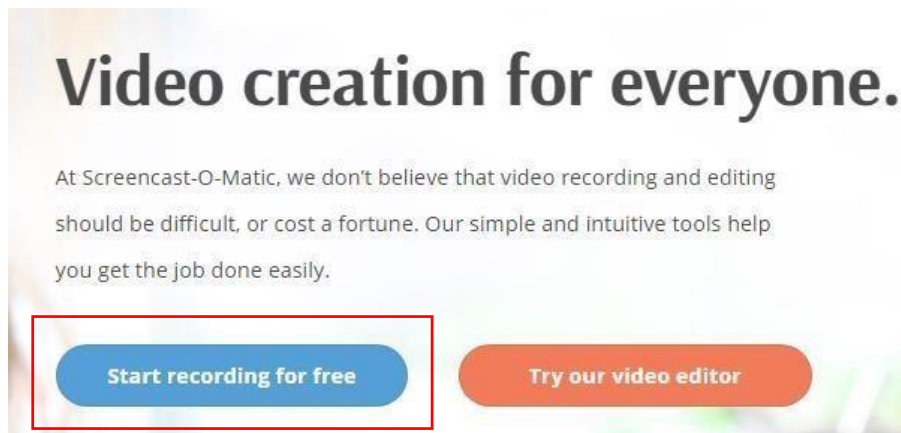 Video creation for everyone.
At Screencast-O-Matic, we don't believe that video recording and editing
should be difficult, or cost a fortune. Our simple and intuitive tools help
you get the job done easily.
Start recording for free
Try our video editor